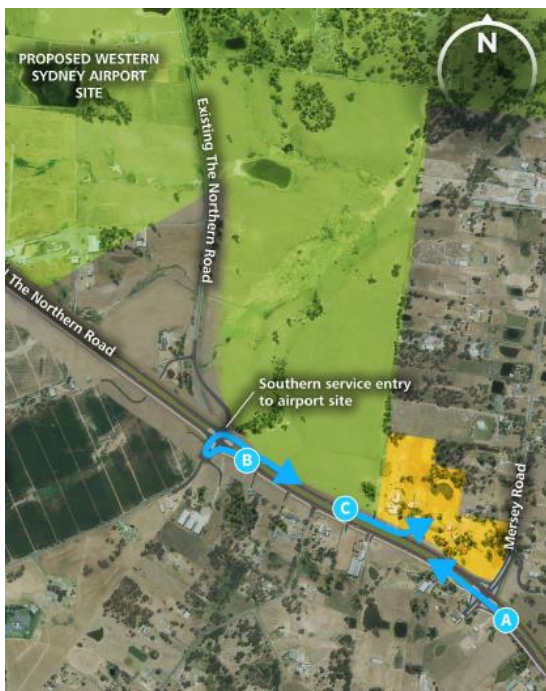 N
PROPOSED WESTERN
SYDNEY AIRPORT
SITE
Existing The Northern Road
The Northern Road
Southern service entry
to airport site
B
C
Mersey Road
A